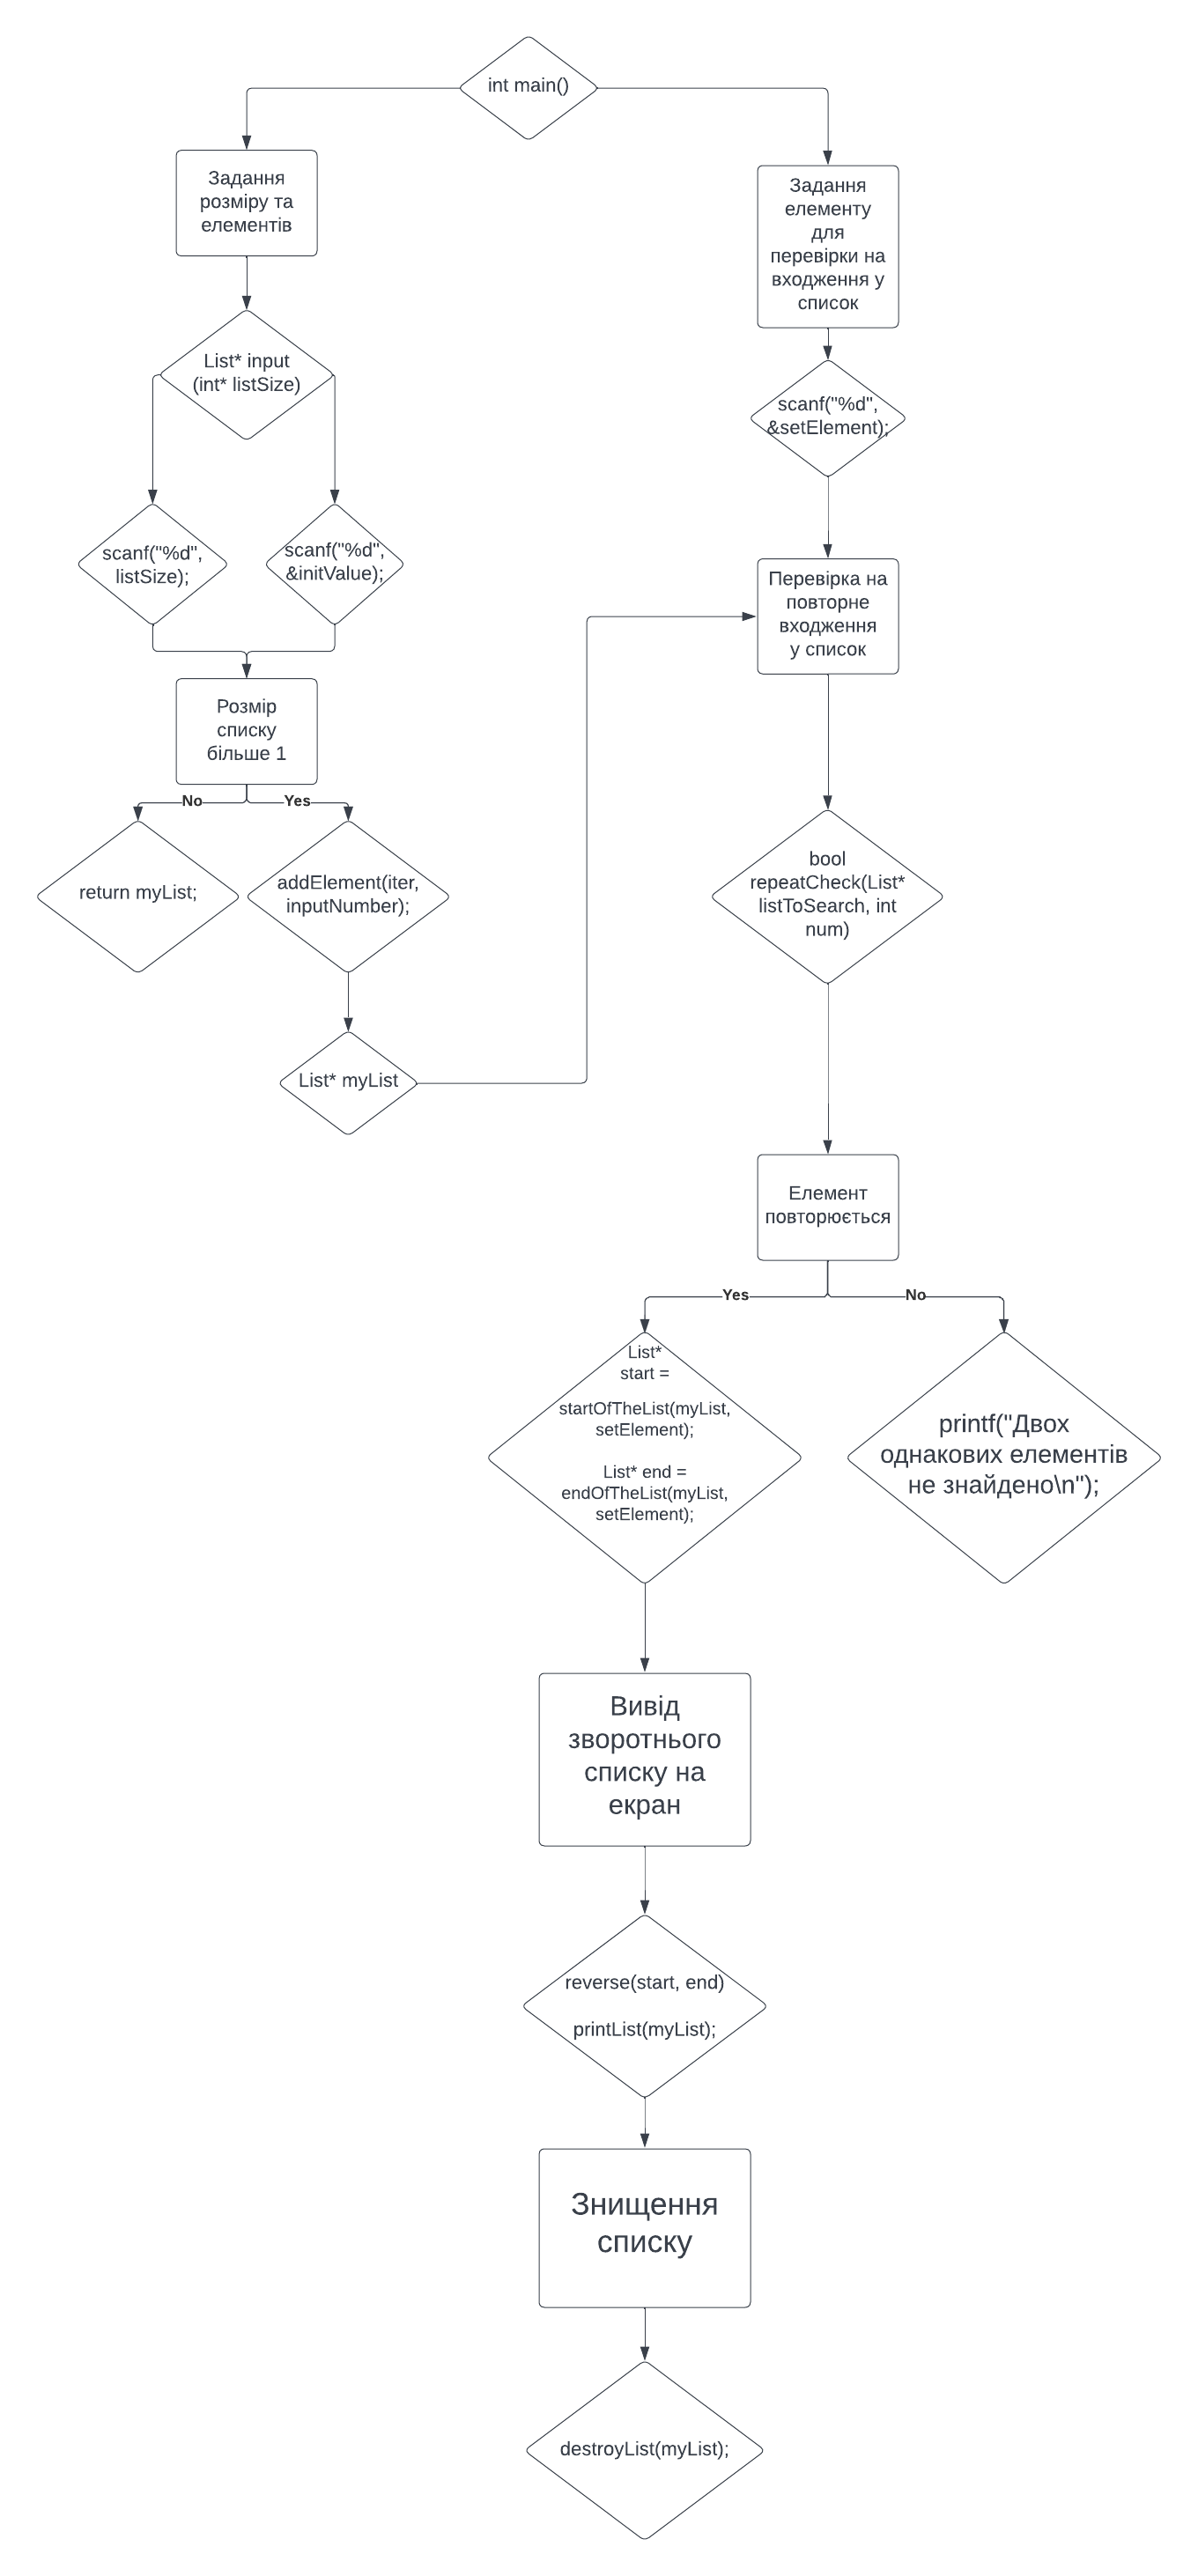 int main()
Задання
розміру та
елементів
List* input
(int* listSize)
scanf("%d",
listSize);
scanf("%d",
&initValue);
Розмір
списку
більше 1
No
Yes
return myList;
addElement(iter,
inputNumber);
List* myList
Задання
елементу
для
перевірки на
входження у
список
scanf("%d",
&setElement);
Перевірка на
повторне
входження
у список
bool
repeatCheck(List*
listToSearch, int
num)
Елемент
повторюється
Yes
No
List*
start =
startOfTheList(myList,
setElement);
List* end =
endOfTheList(myList,
setElement);
printf("Двох
однакових елементів
не знайдено\n");
Вивід
зворотнього
списку на
екран
reverse(start, end)
printList(myList);
Знищення
списку
destroyList(myList);